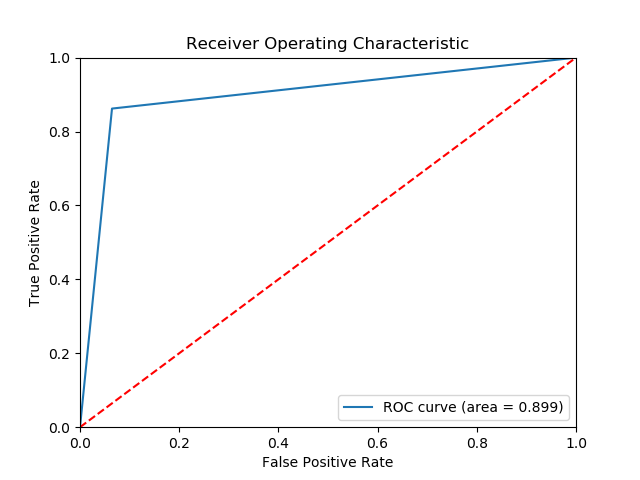 Receiver Operating Characteristic
1.0
0.8
0.6
0.4
0.2
0.0
True Positive Rate
ROC curve (area = 0.899)
0.0 0.2 0.4 0.6 0.8 1.0
False Positive Rate